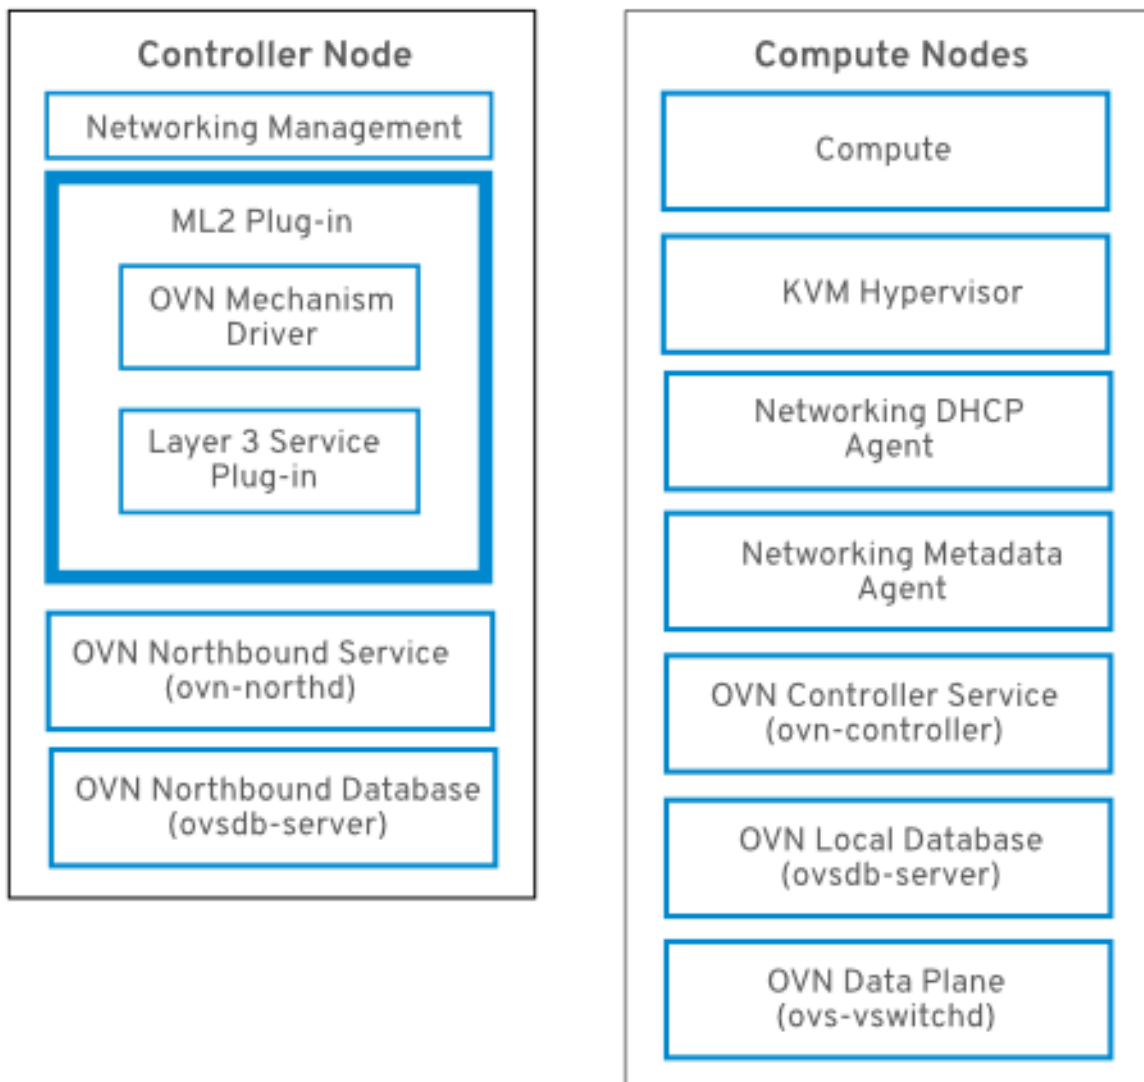 Controller Node
Networking Management
ML2 Plug-in
OVN Mechanism
Driver
Layer 3 Service
Plug-in
OVN Northbound Service
(ovn-northd)
OVN Northbound Database
(ovsdb-server)
Compute Nodes
Compute
KVM Hypervisor
Networking DHCP
Agent
Networking Metadata
Agent
OVN Controller Service
(ovn-controller)
OVN Local Database
(ovsdb-server)
OVN Data Plane
(ovs-vswitchd)